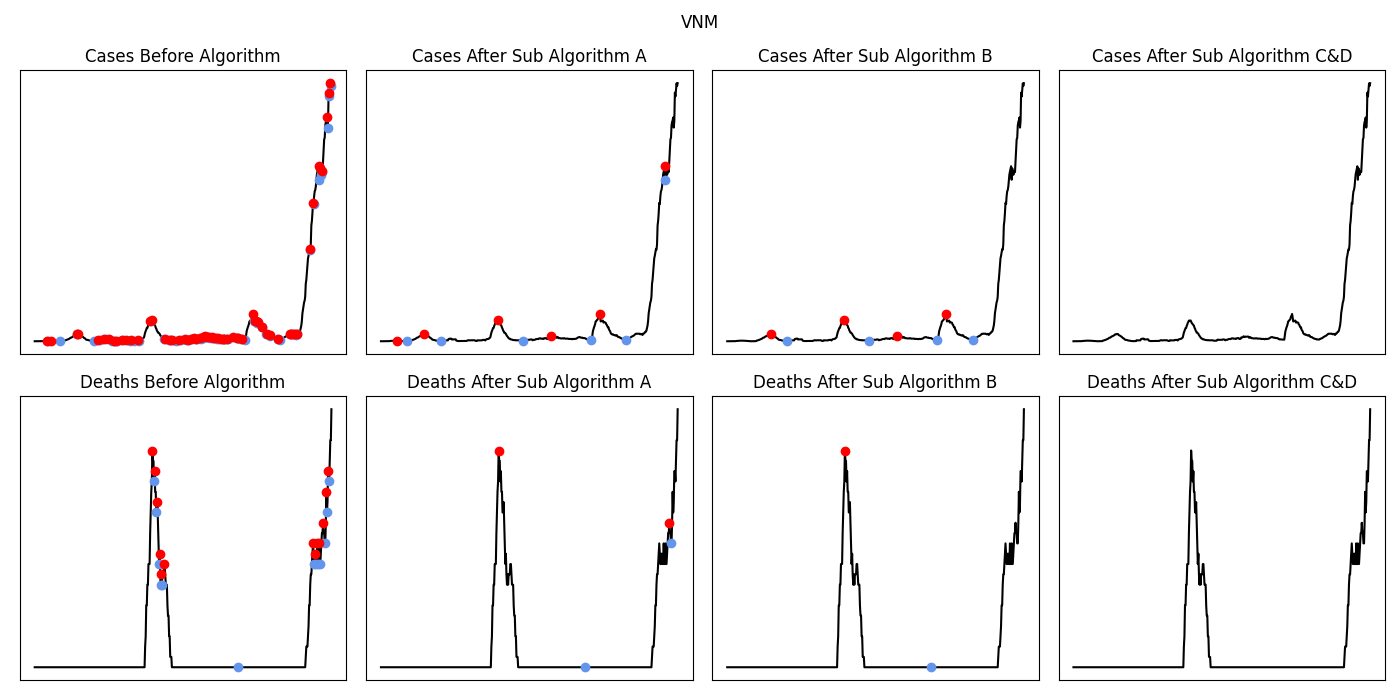 VNM
Cases Before Algorithm
Cases After Sub Algorithm A
Cases After Sub Algorithm B
Cases After Sub Algorithm C&D
Deaths Before Algorithm
Deaths After Sub Algorithm A
Deaths After Sub Algorithm B
Deaths After Sub Algorithm C&D